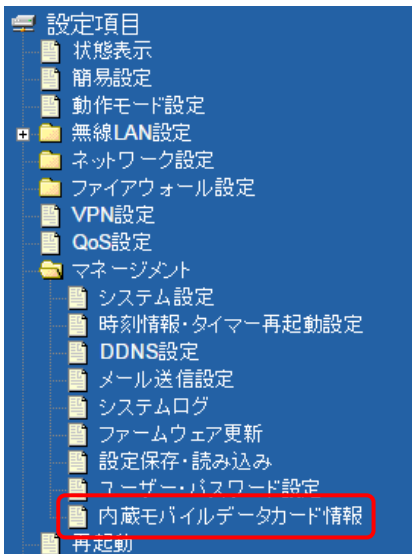 設定項目
状態表示
簡易設定
動作モード設定
無線LAN設定
ネットワーク設定
ファイアウォール設定
VPN設定
QoS設定
マネージメント
システム設定
時刻情報・タイマー再起動設定
DDNS設定
メール送信設定
システムログ
ファームウェア更新
設定保存・読み込み
ユーザー・パスワード設定
内蔵モバイルデータカード情報
再起動